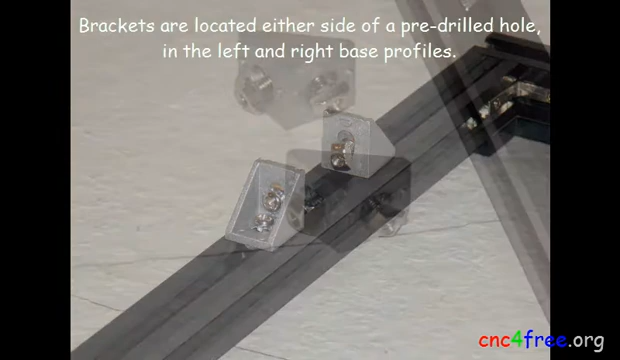 Brackets are located either side of a pre-drilled hole,
in the left and right base profiles.
cnc4free.org